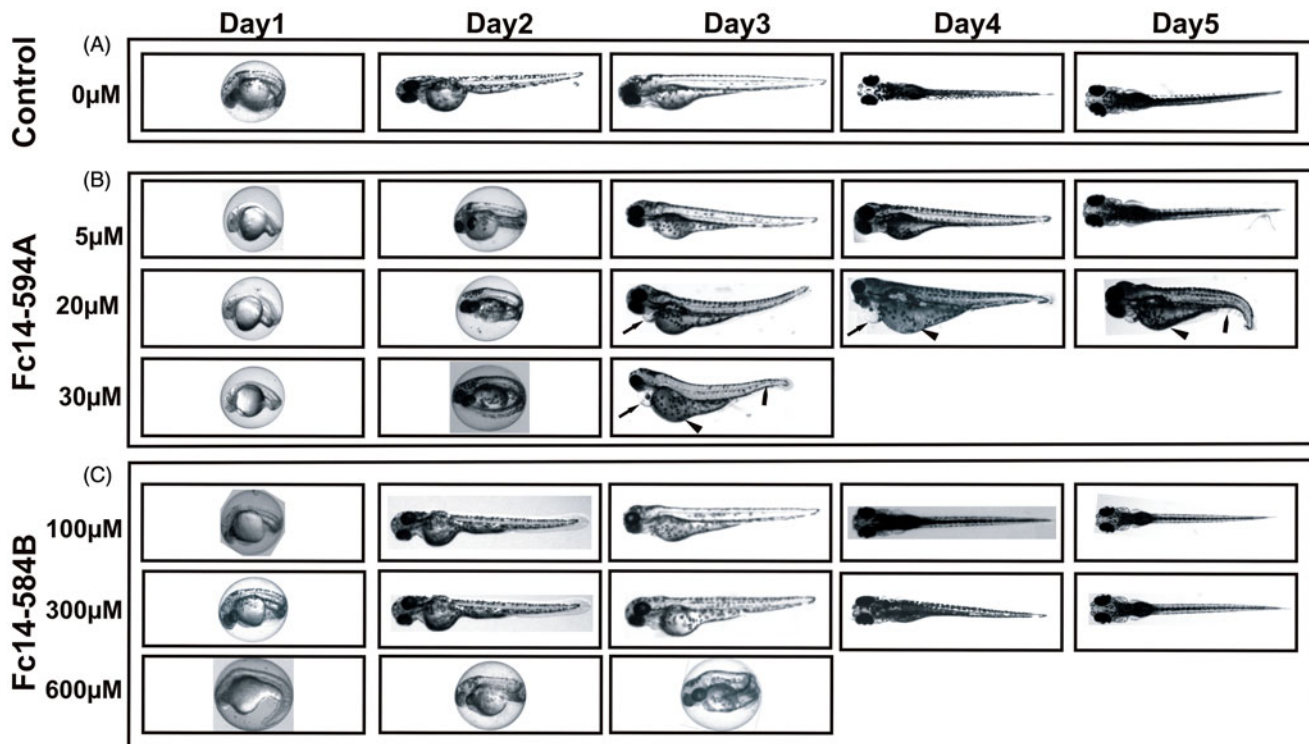 Day1 Day2 Day3 Day4 Day5
Control
(A)
0µM
Fc14-594A
(B)
5µM
20µM
30µM
Fc14-584B
(C)
100µM
300µM
600µM